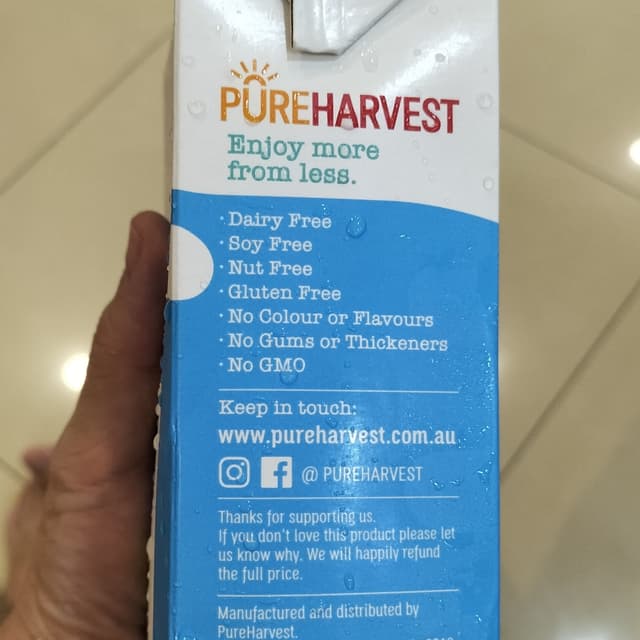 PUREHARVEST
Enjoy more
from less.
· Dairy Free
· Soy Free
· Nut Free
· Gluten Free
· No Colour or Flavours
· No Gums or Thickeners
· No GMO
Keep in touch:
www.pureharvest.com.au
@ PUREHARVEST
Thanks for supporting us.
If you don't love this product please let
us know why. We will happily refund
the full price.
Manufactured and distributed by
PureHarvest.